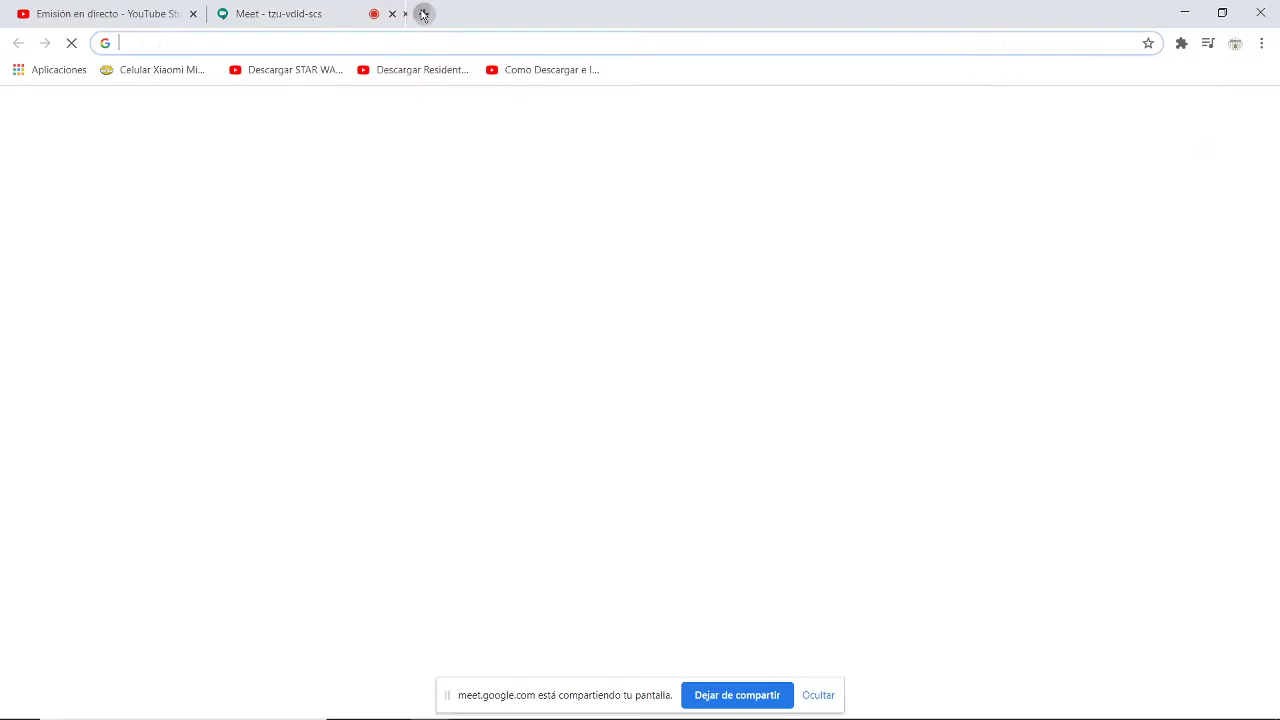 Emisión en directo - YouTube Stu
Meet - tzu-vdid-scs
Aplicaciones
Celular Xiaomi Mi...
Descargar STAR WA...
Descargar Resident...
Como Descargar e I...
meet.google.com está compartiendo tu pantalla.
Dejar de compartir
Ocultar